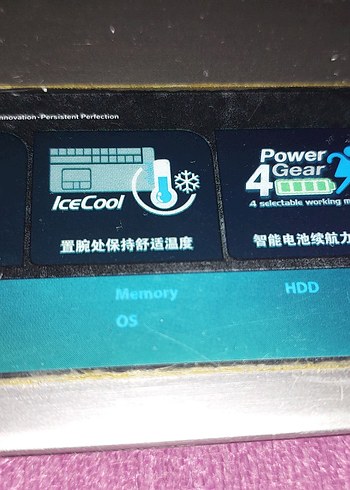 Innovation · Persistent Perfection
IceCool
置腕处保持舒适温度
Power
4 Gear
4 selectable working
智能电池续航力
Memory
HDD
OS